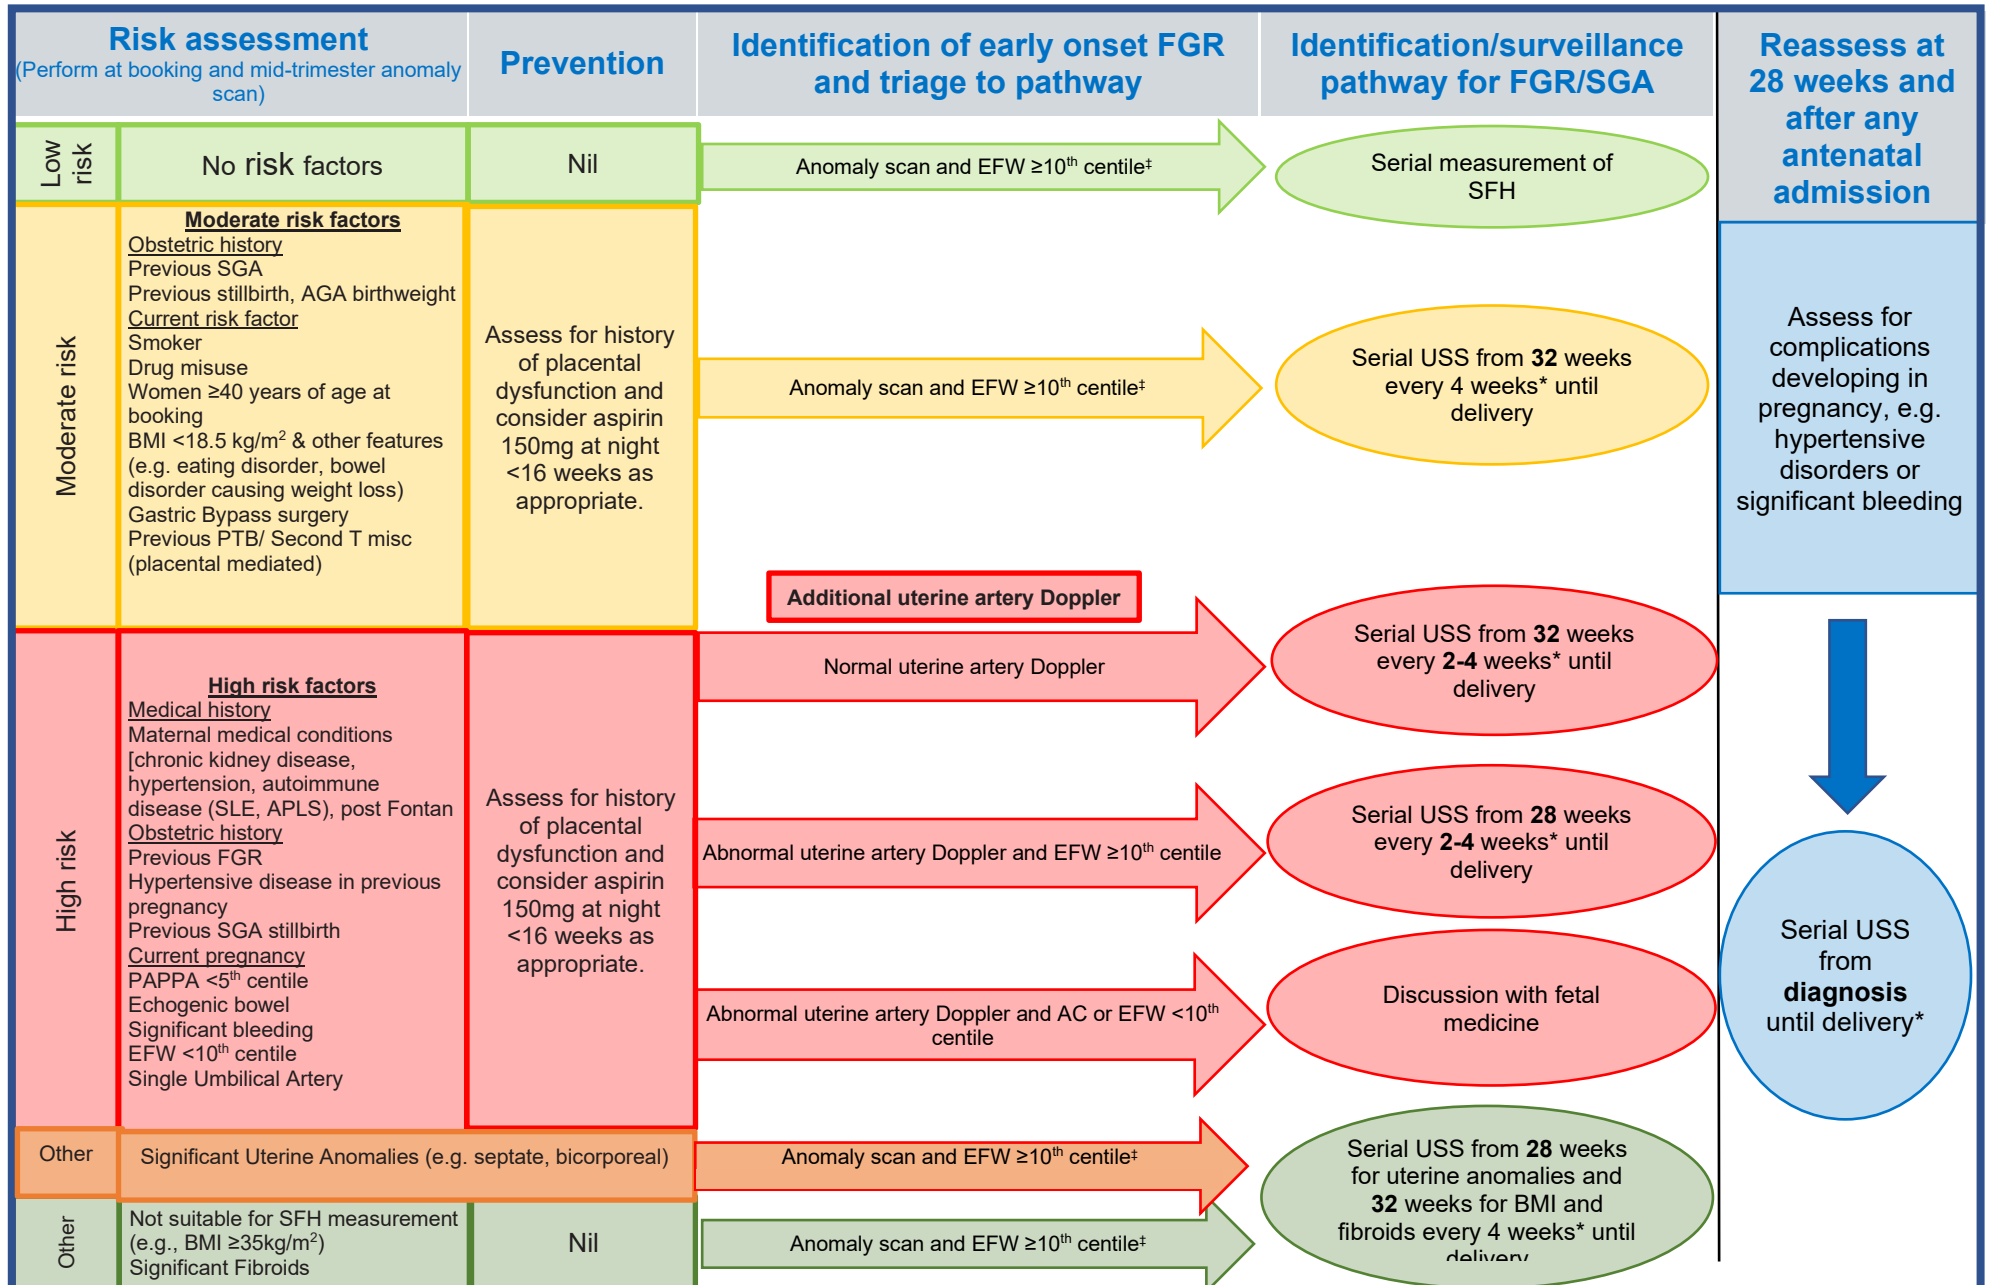 Risk assessment
(Perform at booking and mid-trimester anomaly
scan)
Prevention
Identification of early onset FGR
and triage to pathway
Identification/surveillance
pathway for FGR/SGA
Reassess at
28 weeks and
after any
antenatal
admission
Low
risk
No risk factors
Nil
Anomaly scan and EFW ≥10th centile‡
Serial measurement of
SFH
Moderate risk
Moderate risk factors
Obstetric history
Previous SGA
Previous stillbirth, AGA birthweight
Current risk factor
Smoker
Drug misuse
Women ≥40 years of age at
booking
BMI <18.5 kg/m² & other features
(e.g. eating disorder, bowel
disorder causing weight loss)
Gastric Bypass surgery
Previous PTB/ Second T misc
(placental mediated)
Assess for history
of placental
dysfunction and
consider aspirin
150mg at night
<16 weeks as
appropriate.
Anomaly scan and EFW ≥10th centile‡
Serial USS from 32 weeks
every 4 weeks* until
delivery
Assess for
complications
developing in
pregnancy, e.g.
hypertensive
disorders or
significant bleeding
High risk
High risk factors
Medical history
Maternal medical conditions
[chronic kidney disease,
hypertension, autoimmune
disease (SLE, APLS), post Fontan
Obstetric history
Previous FGR
Hypertensive disease in previous
pregnancy
Previous SGA stillbirth
Current pregnancy
PAPPA <5th centile
Echogenic bowel
Significant bleeding
EFW <10th centile
Single Umbilical Artery
Assess for history
of placental
dysfunction and
consider aspirin
150mg at night
<16 weeks as
appropriate.
Additional uterine artery Doppler
Normal uterine artery Doppler
Serial USS from 32 weeks
every 2-4 weeks* until
delivery
Abnormal uterine artery Doppler and EFW ≥10th centile
Serial USS from 28 weeks
every 2-4 weeks* until
delivery
Abnormal uterine artery Doppler and AC or EFW <10th
centile
Discussion with fetal
medicine
Serial USS
from
diagnosis
until delivery*
Other
Significant Uterine Anomalies (e.g. septate, bicorporeal)
Anomaly scan and EFW ≥10th centile‡
Serial USS from 28 weeks
for uterine anomalies and
32 weeks for BMI and
fibroids every 4 weeks* until
delivery
Other
Not suitable for SFH measurement
(e.g., BMI ≥35kg/m²)
Significant Fibroids
Nil
Anomaly scan and EFW ≥10th centile‡